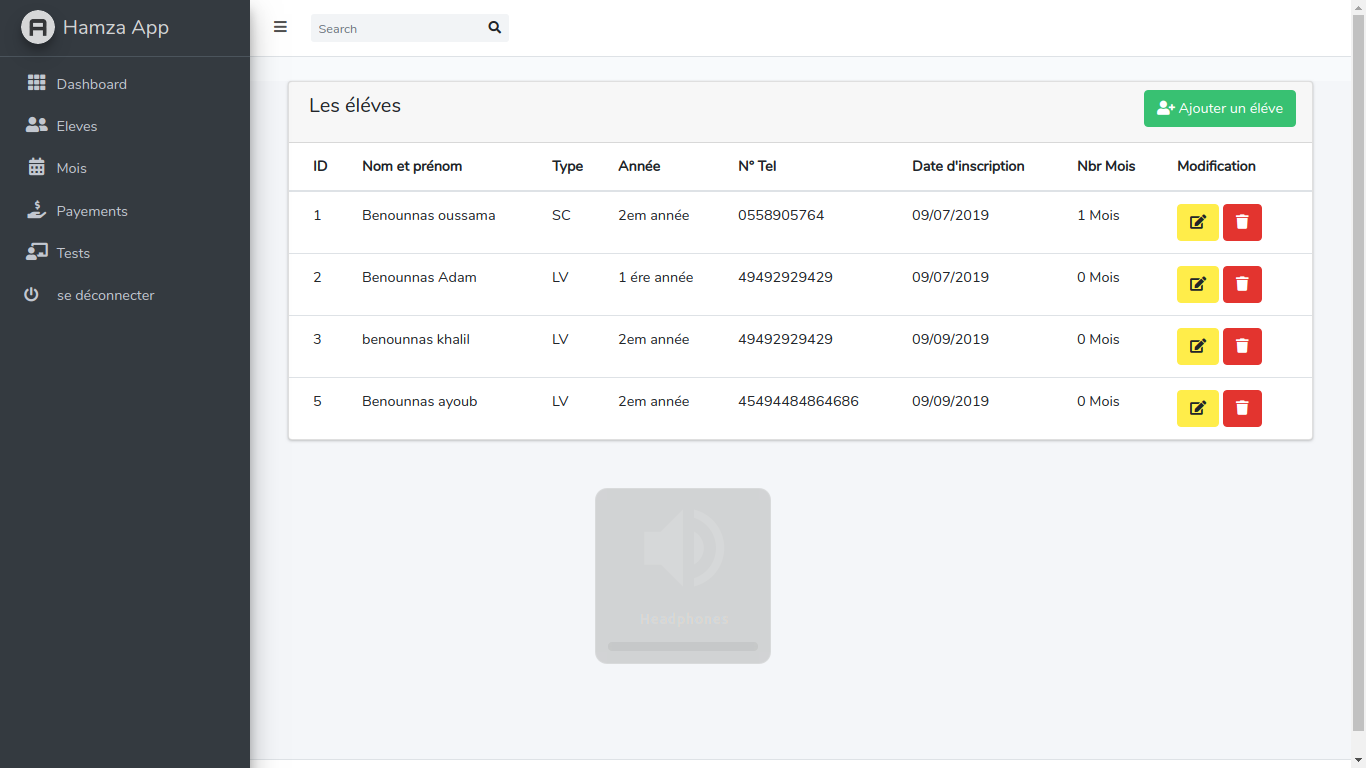 Hamza App
Search
Dashboard
Eleves
Mois
Payements
Tests
se déconnecter
Les éléves
Ajouter un éléve
ID Nom et prénom Type Année N° Tel Date d'inscription Nbr Mois Modification
1 Benounnas oussama SC 2em année 0558905764 09/07/2019 1 Mois
2 Benounnas Adam LV 1 ére année 49492929429 09/07/2019 0 Mois
3 benounnas khalil LV 2em année 49492929429 09/09/2019 0 Mois
5 Benounnas ayoub LV 2em année 45494484864686 09/09/2019 0 Mois
Headphones